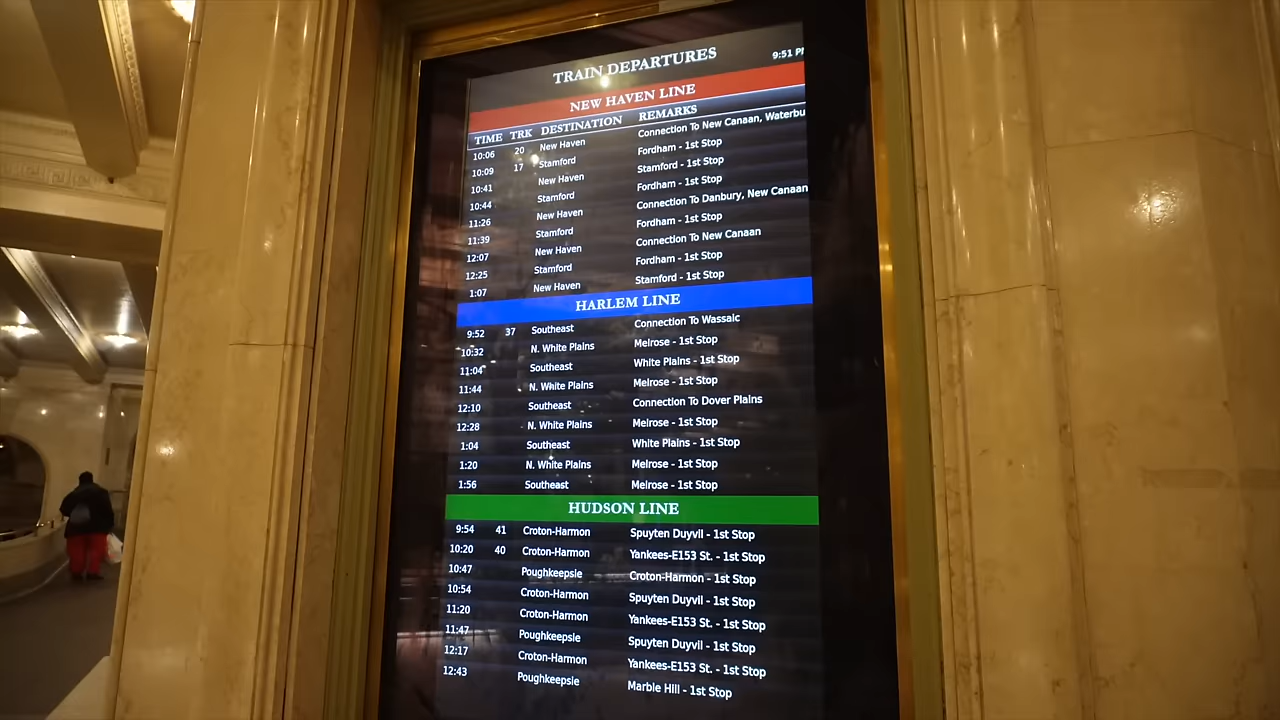 TRAIN DEPARTURES 9:51 P
NEW HAVEN LINE
TIME TRK DESTINATION REMARKS
10:06 20 New Haven Connection To New Canaan, Waterbu
10:09 17 Stamford Fordham - 1st Stop
10:41 New Haven Stamford - 1st Stop
10:44 Stamford Fordham - 1st Stop
11:26 New Haven Connection To Danbury, New Canaan
11:39 Stamford Fordham - 1st Stop
12:07 New Haven Connection To New Canaan
12:25 Stamford Fordham - 1st Stop
1:07 New Haven Stamford - 1st Stop
HARLEM LINE
9:52 37 Southeast Connection To Wassaic
10:32 N. White Plains Melrose - 1st Stop
11:04 Southeast White Plains - 1st Stop
11:44 N. White Plains Melrose - 1st Stop
12:10 Southeast Connection To Dover Plains
12:28 N. White Plains Melrose - 1st Stop
1:04 Southeast White Plains - 1st Stop
1:20 N. White Plains Melrose - 1st Stop
1:56 Southeast Melrose - 1st Stop
HUDSON LINE
9:54 41 Croton-Harmon Spuyten Duyvil - 1st Stop
10:20 40 Croton-Harmon Yankees-E153 St. - 1st Stop
10:47 Poughkeepsie Croton-Harmon - 1st Stop
10:54 Croton-Harmon Spuyten Duyvil - 1st Stop
11:20 Croton-Harmon Yankees-E153 St. - 1st Stop
11:47 Poughkeepsie Spuyten Duyvil - 1st Stop
12:17 Croton-Harmon Yankees-E153 St. - 1st Stop
12:43 Poughkeepsie Marble Hill - 1st Stop